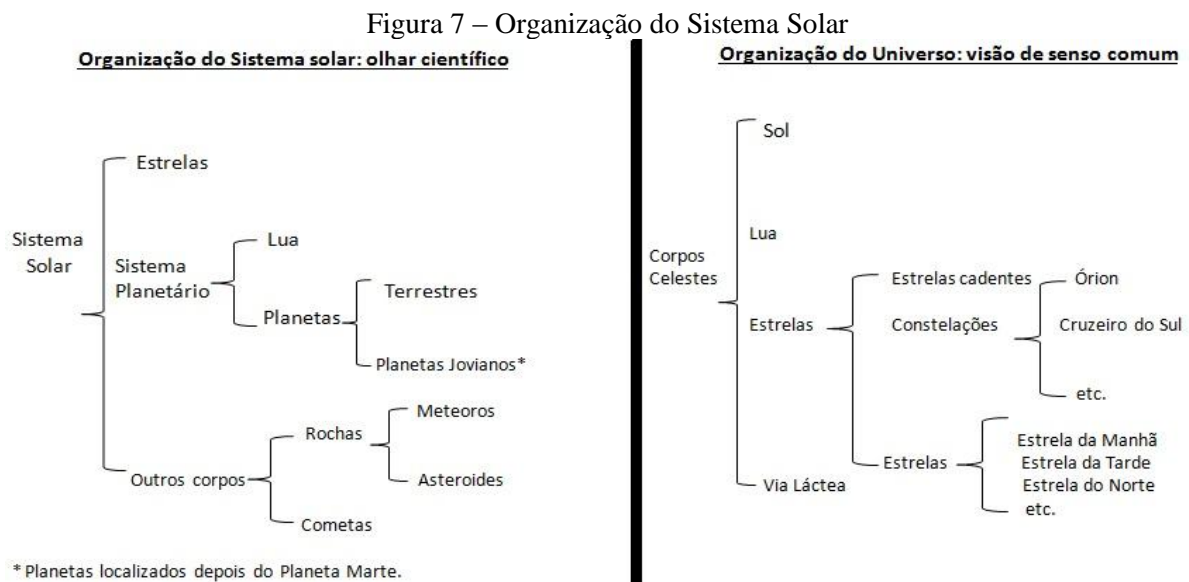 Figura 7 – Organização do Sistema Solar
Organização do Sistema solar: olhar científico
Estrelas
Sistema
Solar
Sistema
Planetário
Lua
Planetas
Terrestres
Planetas Jovianos*
Outros corpos
Rochas
Meteoros
Asteroides
Cometas
* Planetas localizados depois do Planeta Marte.
Organização do Universo: visão de senso comum
Corpos
Celestes
Sol
Lua
Estrelas
Estrelas cadentes
Constelações
Órion
Cruzeiro do Sul
etc.
Estrelas
Estrela da Manhã
Estrela da Tarde
Estrela do Norte
etc.
Via Láctea